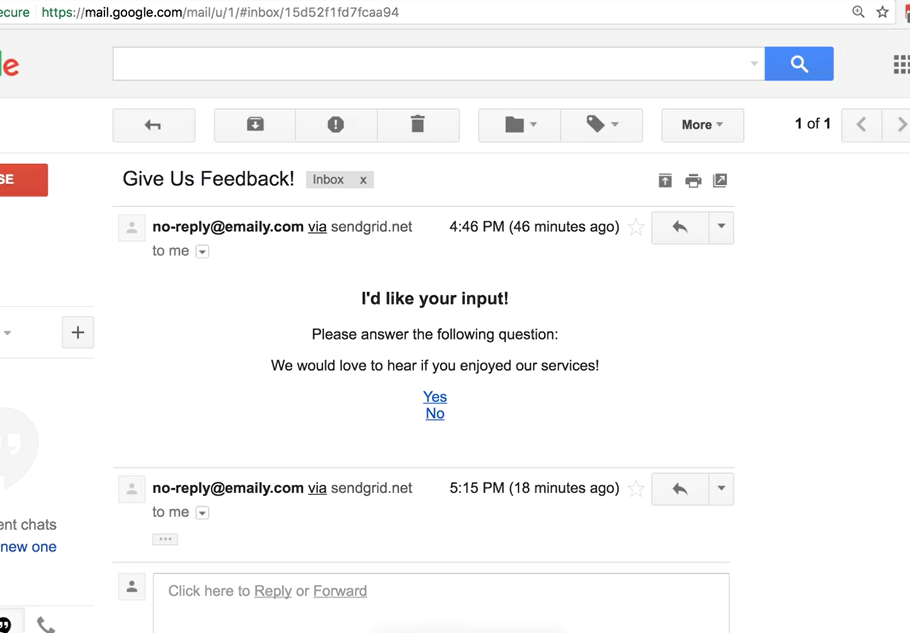 ecure https://mail.google.com/mail/u/1/#inbox/15d52f1fd7fcaa94
le
More 1 of 1
SE
Give Us Feedback! Inbox x
no-reply@emaily.com via sendgrid.net 4:46 PM (46 minutes ago)
to me
I'd like your input!
Please answer the following question:
We would love to hear if you enjoyed our services!
Yes
No
no-reply@emaily.com via sendgrid.net 5:15 PM (18 minutes ago)
to me
ent chats
new one
Click here to Reply or Forward